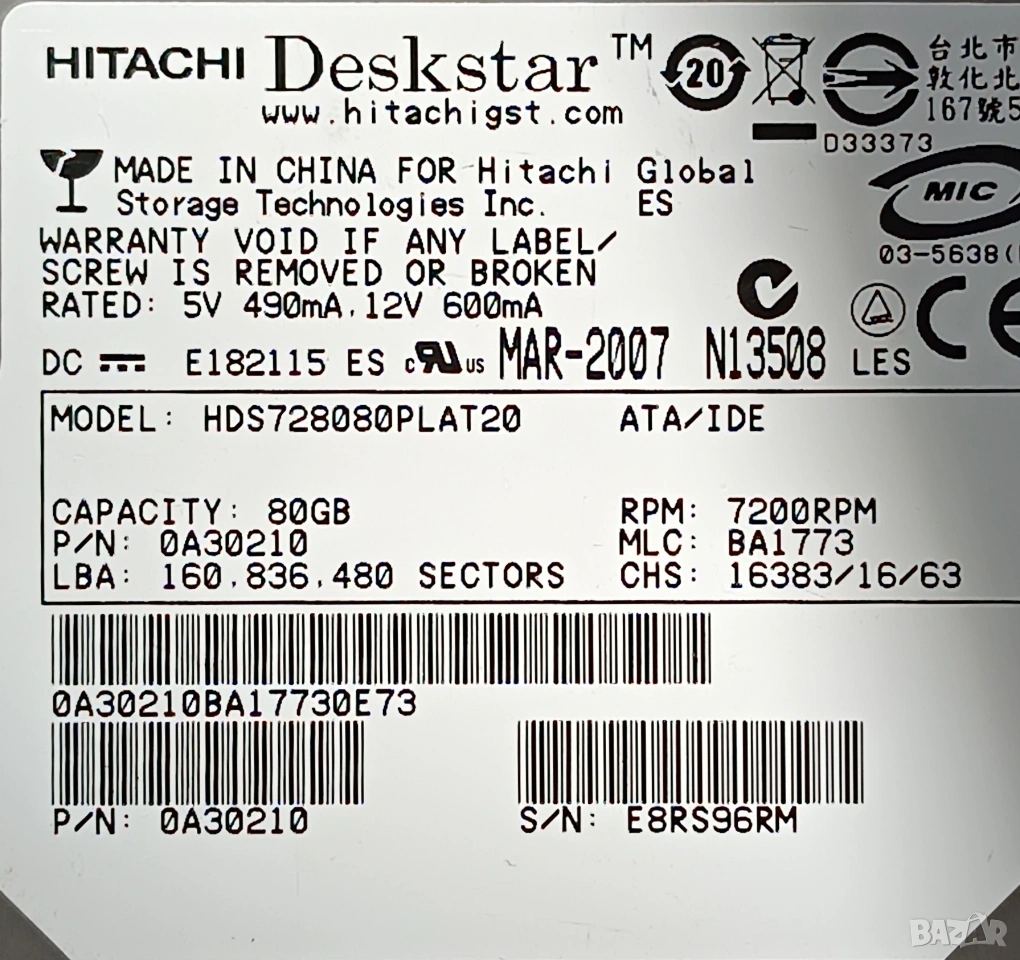 HITACHI Deskstar™ 20 台北市
www.hitachigst.com 敦化北
167號5
D33373
MADE IN CHINA FOR Hitachi Global
Storage Technologies Inc. ES
MIC
WARRANTY VOID IF ANY LABEL/
SCREW IS REMOVED OR BROKEN
03-5638(
RATED: 5V 490mA, 12V 600mA
DC E182115 ES c RU us MAR-2007 N13508 LES CE
MODEL: HDS728080PLAT20 ATA/IDE
CAPACITY: 80GB RPM: 7200RPM
P/N: 0A30210 MLC: BA1773
LBA: 160,836,480 SECTORS CHS: 16383/16/63
0A30210BA17730E73
P/N: 0A30210 S/N: E8RS96RM
BAZAR